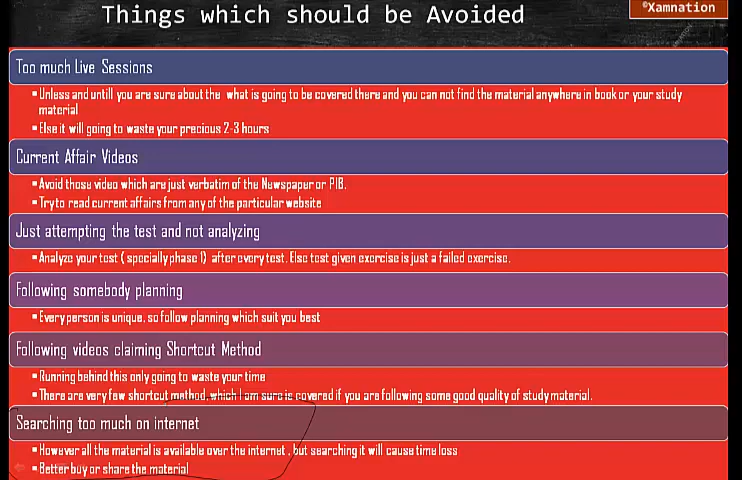 Things which should be Avoided
©Xamnation
Too much Live Sessions
Unless and untill you are sure about the what is going to be covered there and you can not find the material anywhere in book or your study
material
Else it will going to waste your precious 2-3 hours
Current Affair Videos
Avoid those video which are just verbatim of the Newspaper or PIB.
Try to read current affairs from any of the particular website
Just attempting the test and not analyzing
Analyze your test ( specially phase 1) after every test. Else test given exercise is just a failed exercise.
Following somebody planning
Every person is unique, so follow planning which suit you best
Following videos claiming Shortcut Method
Running behind this only going to waste your time
There are very few shortcut method, which I am sure is covered if you are following some good quality of study material.
Searching too much on internet
However all the material is available over the internet , but searching it will cause time loss
Better buy or share the material